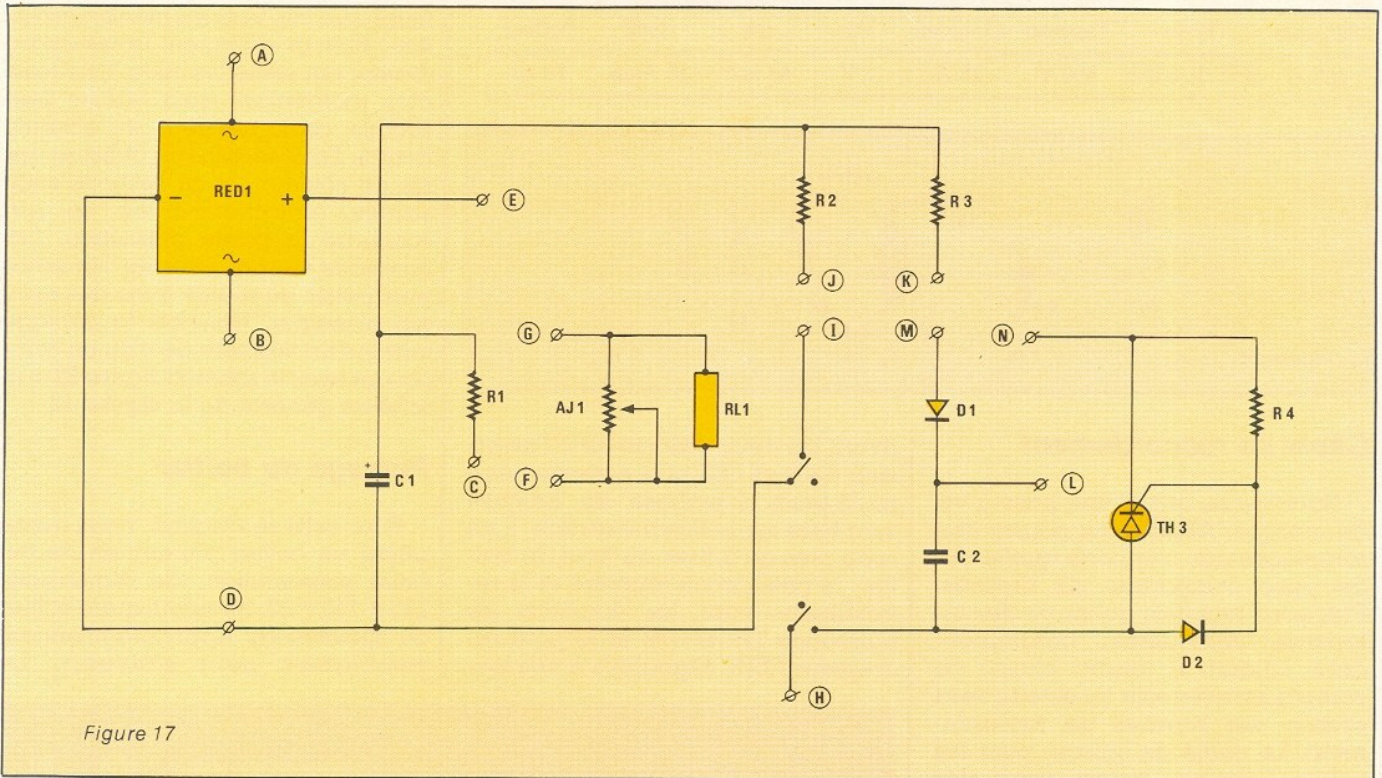 A
~
RED1
−
+
E
~
B
R2
R3
J
K
G
I
M
N
R1
AJ1
RL1
D1
R4
+
C1
C
F
L
TH3
C2
D
D2
H
Figure 17